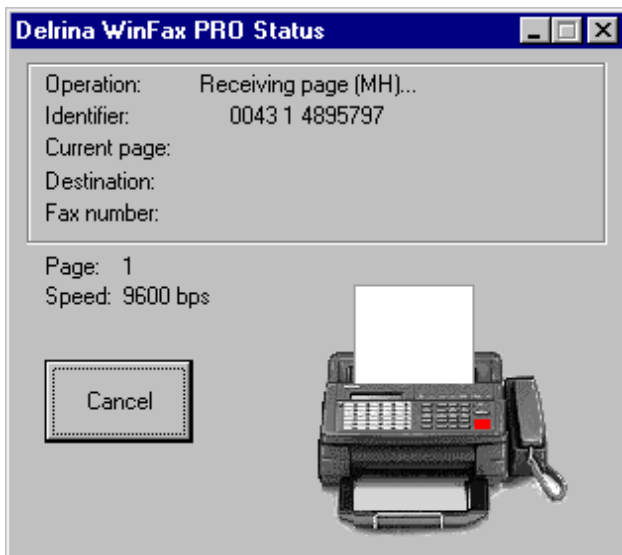 Delrina WinFax PRO Status
Operation: Receiving page (MH)...
Identifier: 0043 1 4895797
Current page:
Destination:
Fax number:
Page: 1
Speed: 9600 bps
Cancel